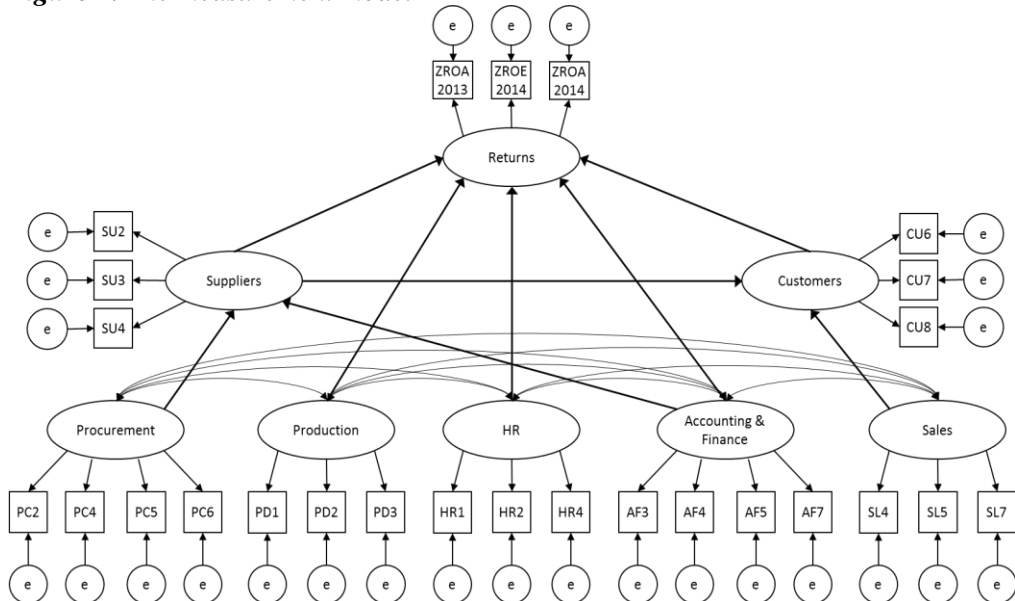 e e e
ZROA 2013
ZROE 2014
ZROA 2014
Returns
e SU2
e SU3
e SU4
Suppliers
Customers
CU6 e
CU7 e
CU8 e
Procurement
Production
HR
Accounting &
Finance
Sales
PC2 PC4 PC5 PC6 PD1 PD2 PD3 HR1 HR2 HR4 AF3 AF4 AF5 AF7 SL4 SL5 SL7
e e e e e e e e e e e e e e e e e